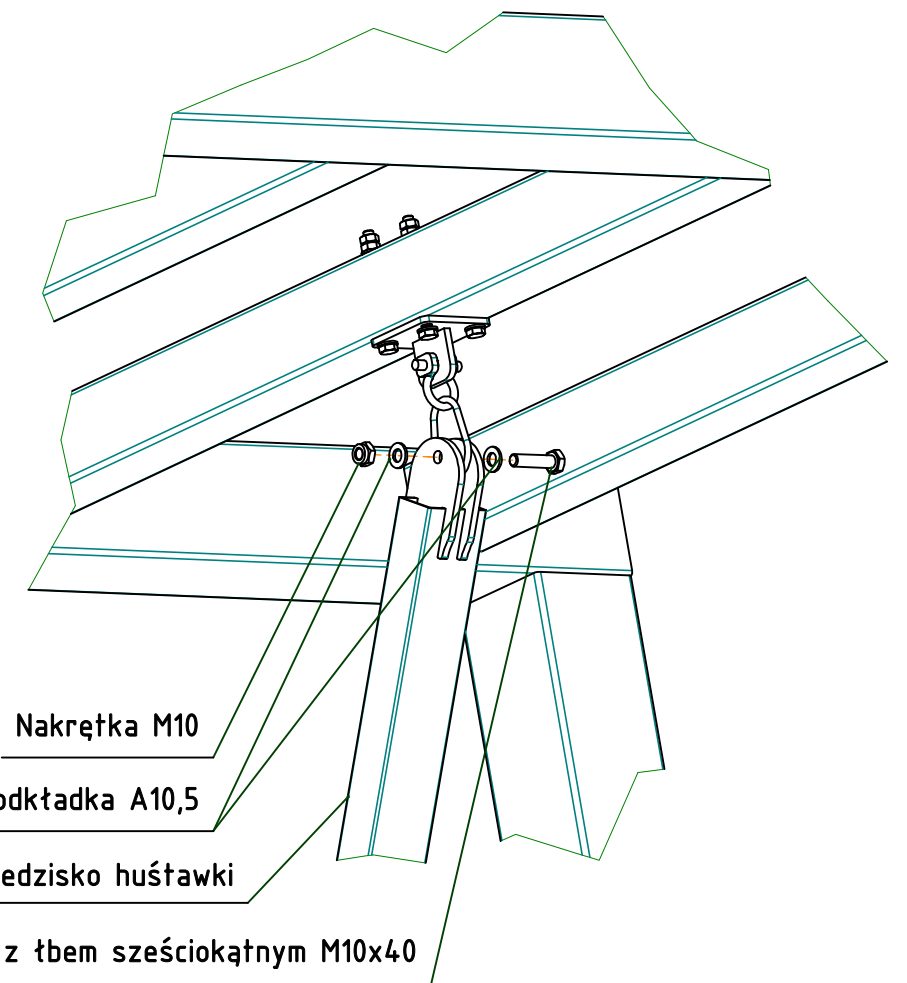 Nakrętka M10
odkładka A10,5
edzisko huśtawki
z łbem sześciokątnym M10x40